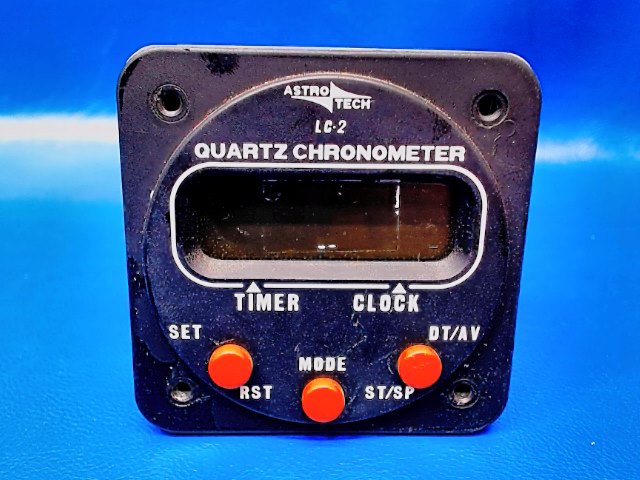 ASTRO TECH
LC-2
QUARTZ CHRONOMETER
TIMER CLOCK
SET DT/AV
MODE
RST ST/SP